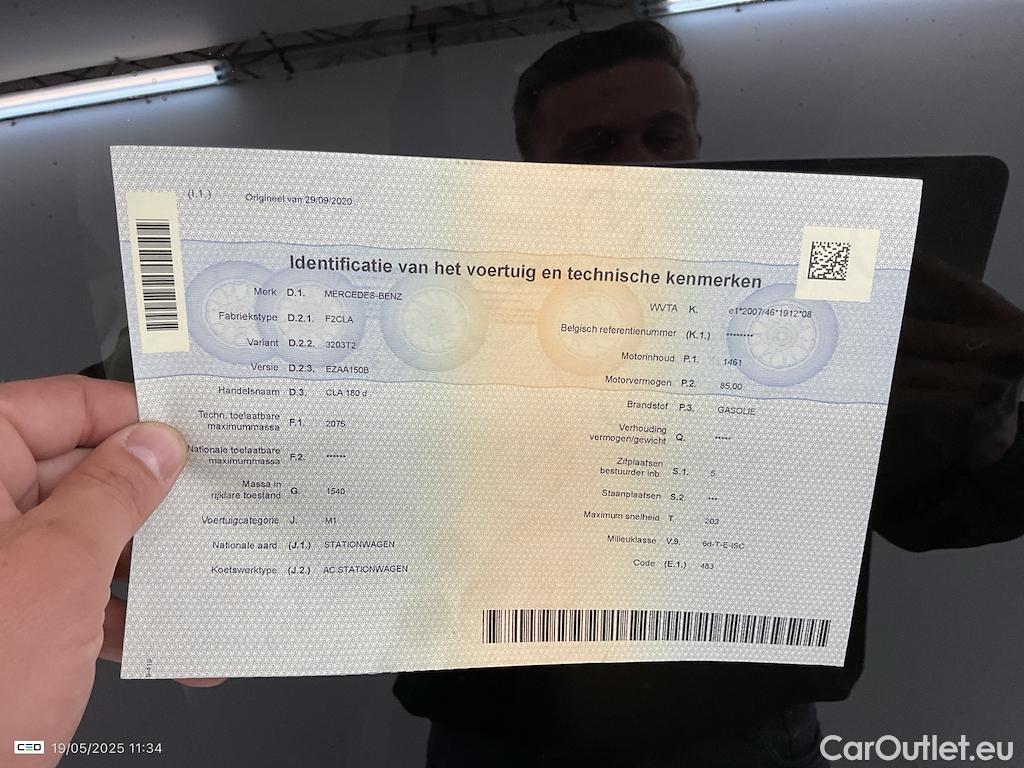 (I.1.) Origineel van 29/09/2020
Identificatie van het voertuig en technische kenmerken
Merk D.1. MERCEDES-BENZ
Fabriekstype D.2.1. F2CLA
Variant D.2.2. 3203T2
Versie D.2.3. EZAA150B
Handelsnaam D.3. CLA 180 d
Techn. toelaatbare
maximummassa F.1. 2075
Nationale toelaatbare
maximummassa F.2. ******
Massa in
rijklare toestand G. 1540
Voertuigcategorie J. M1
Nationale aard (J.1.) STATIONWAGEN
Koetswerktype (J.2.) AC STATIONWAGEN
WVTA K. e1*2007/46*1912*08
Belgisch referentienummer (K.1.) ********
Motorinhoud P.1. 1461
Motorvermogen P.2. 85,00
Brandstof P.3. GASOLIE
Verhouding
vermogen/gewicht Q. *****
Zitplaatsen
bestuurder inb. S.1. 5
Staanplaatsen S.2. ***
Maximum snelheid T. 203
Milieuklasse V.9. 6d-T-E-ISC
Code (E.1.) 483
9-419
CEO 19/05/2025 11:34
CarOutlet.eu